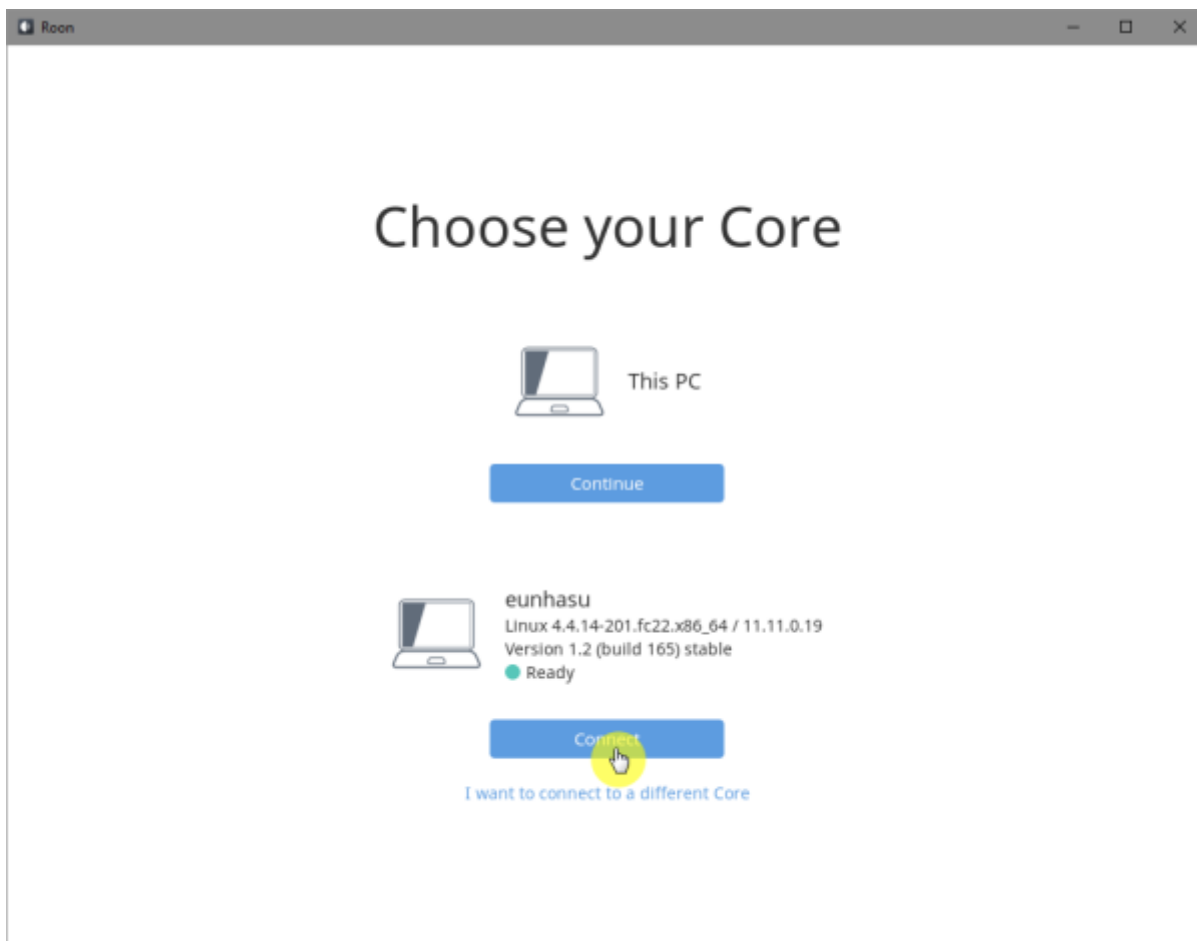 Roon
Choose your Core
This PC
Continue
eunhasu
Linux 4.4.14-201.fc22.x86_64 / 11.11.0.19
Version 1.2 (build 165) stable
Ready
Connect
I want to connect to a different Core